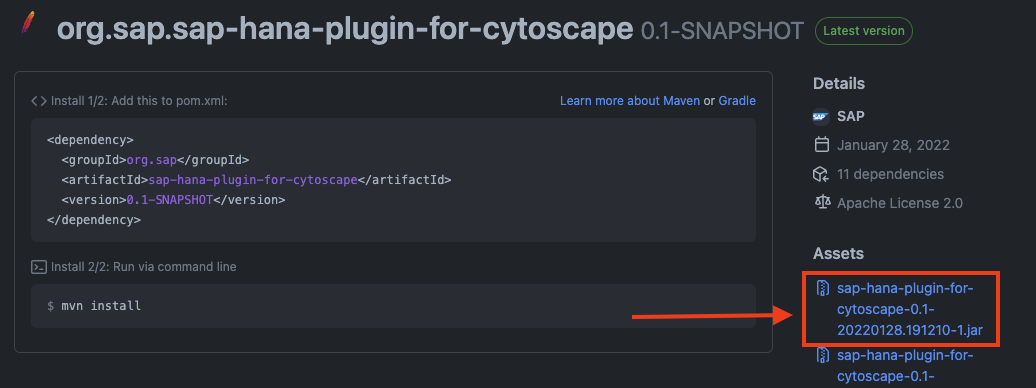 org.sap.sap-hana-plugin-for-cytoscape 0.1-SNAPSHOT Latest version
<> Install 1/2: Add this to pom.xml: Learn more about Maven or Gradle
<dependency>
  <groupId>org.sap</groupId>
  <artifactId>sap-hana-plugin-for-cytoscape</artifactId>
  <version>0.1-SNAPSHOT</version>
</dependency>
Install 2/2: Run via command line
$ mvn install
Details
SAP SAP
January 28, 2022
11 dependencies
Apache License 2.0
Assets
sap-hana-plugin-for-
cytoscape-0.1-
20220128.191210-1.jar
sap-hana-plugin-for-
cytoscape-0.1-